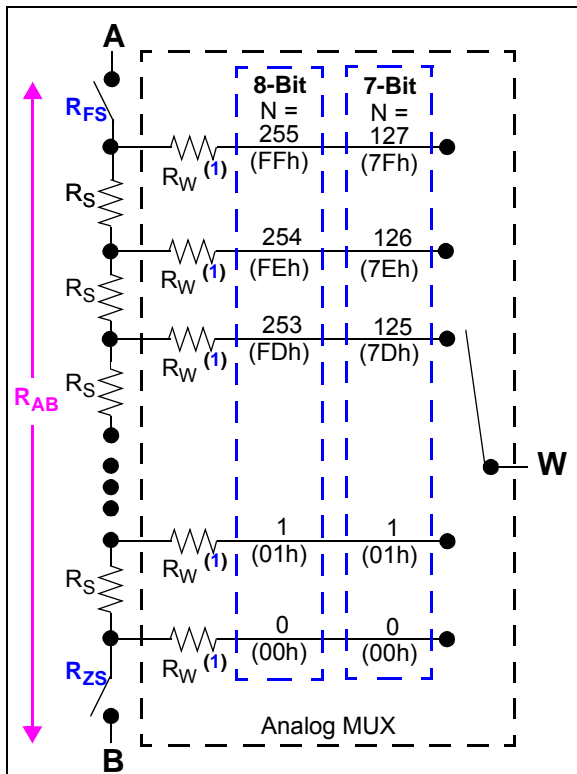 A
8-Bit
N =
7-Bit
N =
RFS
255
(FFh)
127
(7Fh)
RW (1)
RS
254
(FEh)
126
(7Eh)
RW (1)
RS
253
(FDh)
125
(7Dh)
RW (1)
RS
RAB
W
1
(01h)
1
(01h)
RW (1)
RS
0
(00h)
0
(00h)
RW (1)
RZS
Analog MUX
B